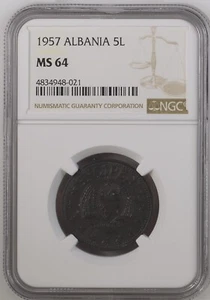 1957 ALBANIA 5L
MS 64
4834948-021
NUMISMATIC GUARANTY CORPORATION
NGC